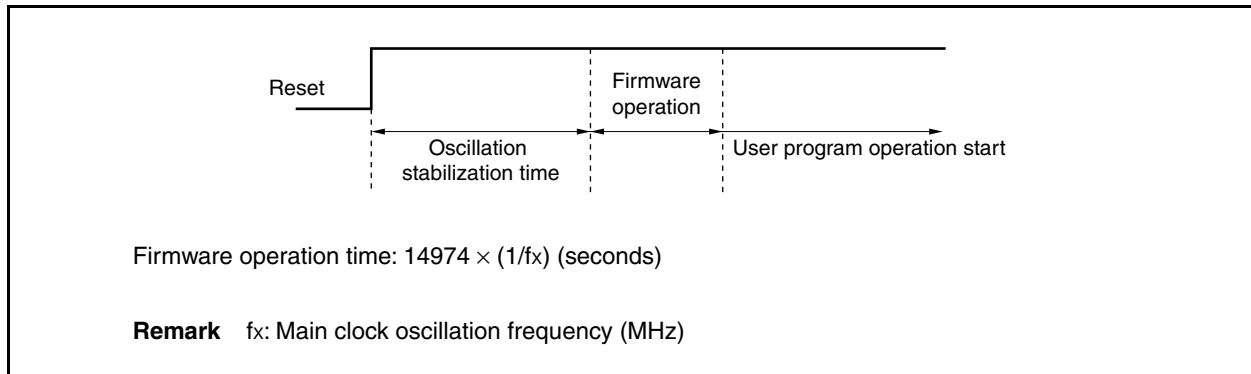 Reset
Firmware
operation
Oscillation
stabilization time
User program operation start
Firmware operation time: 14974 × (1/fx) (seconds)
Remark fx: Main clock oscillation frequency (MHz)